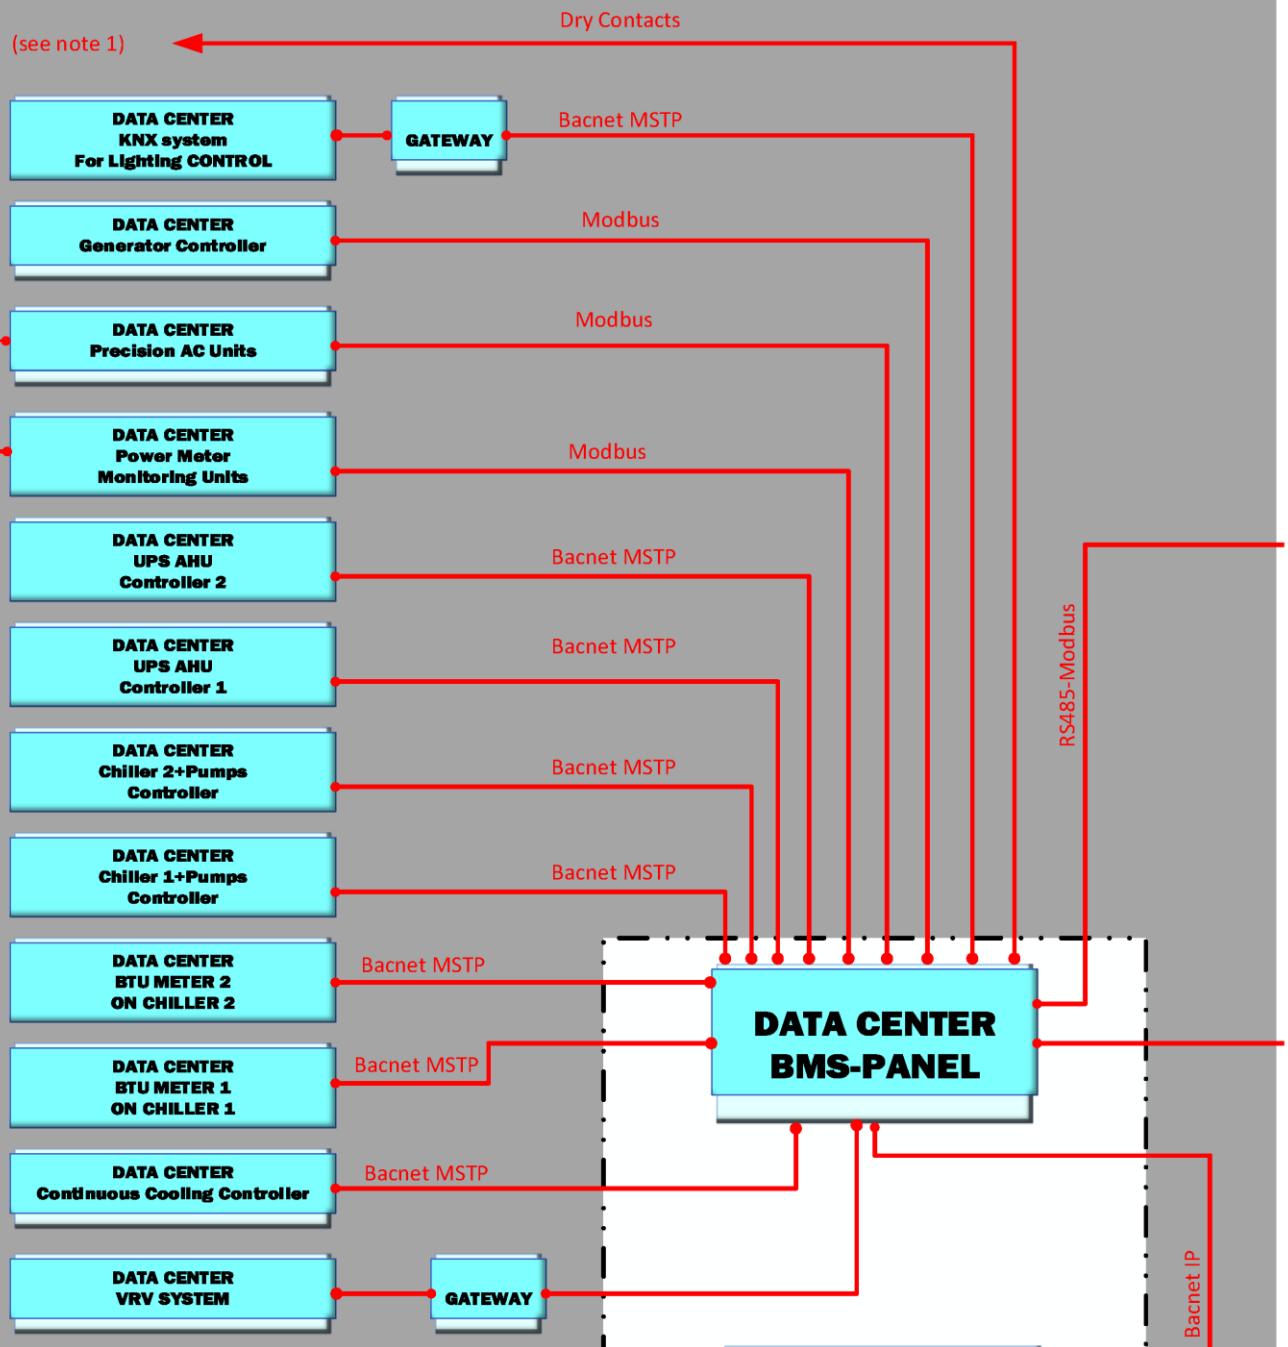 Dry Contacts
(see note 1)
DATA CENTER
KNX system
For Lighting CONTROL
GATEWAY
Bacnet MSTP
DATA CENTER
Generator Controller
Modbus
DATA CENTER
Precision AC Units
Modbus
DATA CENTER
Power Meter
Monitoring Units
Modbus
DATA CENTER
UPS AHU
Controller 2
Bacnet MSTP
DATA CENTER
UPS AHU
Controller 1
Bacnet MSTP
RS485-Modbus
DATA CENTER
Chiller 2+Pumps
Controller
Bacnet MSTP
DATA CENTER
Chiller 1+Pumps
Controller
Bacnet MSTP
DATA CENTER
BTU METER 2
ON CHILLER 2
Bacnet MSTP
DATA CENTER
BMS-PANEL
DATA CENTER
BTU METER 1
ON CHILLER 1
Bacnet MSTP
DATA CENTER
Continuous Cooling Controller
Bacnet MSTP
DATA CENTER
VRV SYSTEM
GATEWAY
Bacnet IP